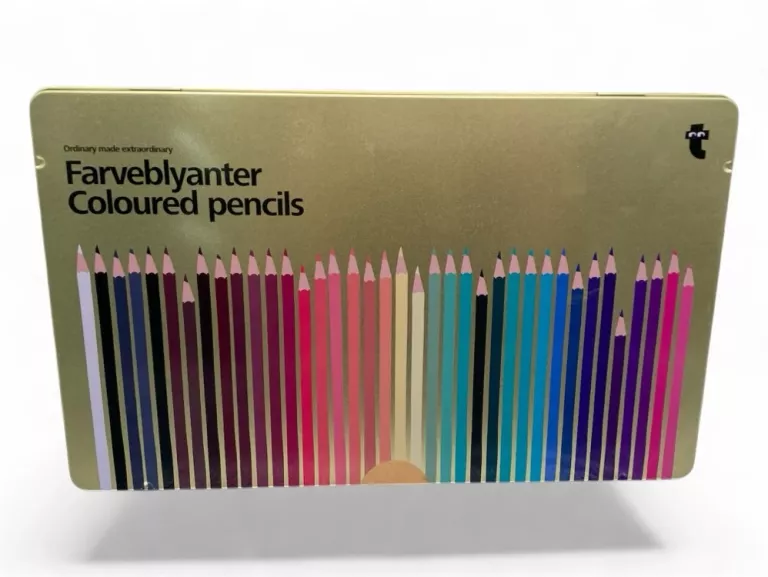 Ordinary made extraordinary
Farveblyanter
Coloured pencils
t